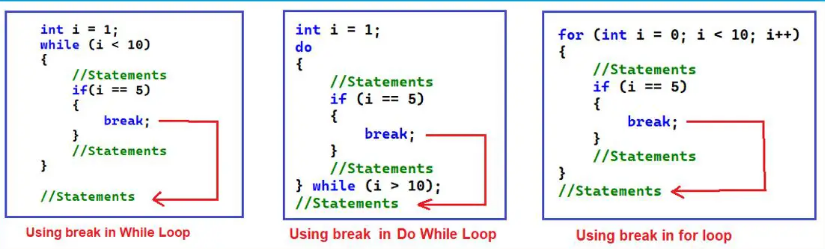 int i = 1;
while (i < 10)
{
//Statements
if(i == 5)
{
break;
}
//Statements
}
//Statements
Using break in While Loop
int i = 1;
do
{
//Statements
if (i == 5)
{
break;
}
//Statements
} while (i > 10);
//Statements
Using break in Do While Loop
for (int i = 0; i < 10; i++)
{
//Statements
if (i == 5)
{
break;
}
//Statements
}
//Statements
Using break in for loop